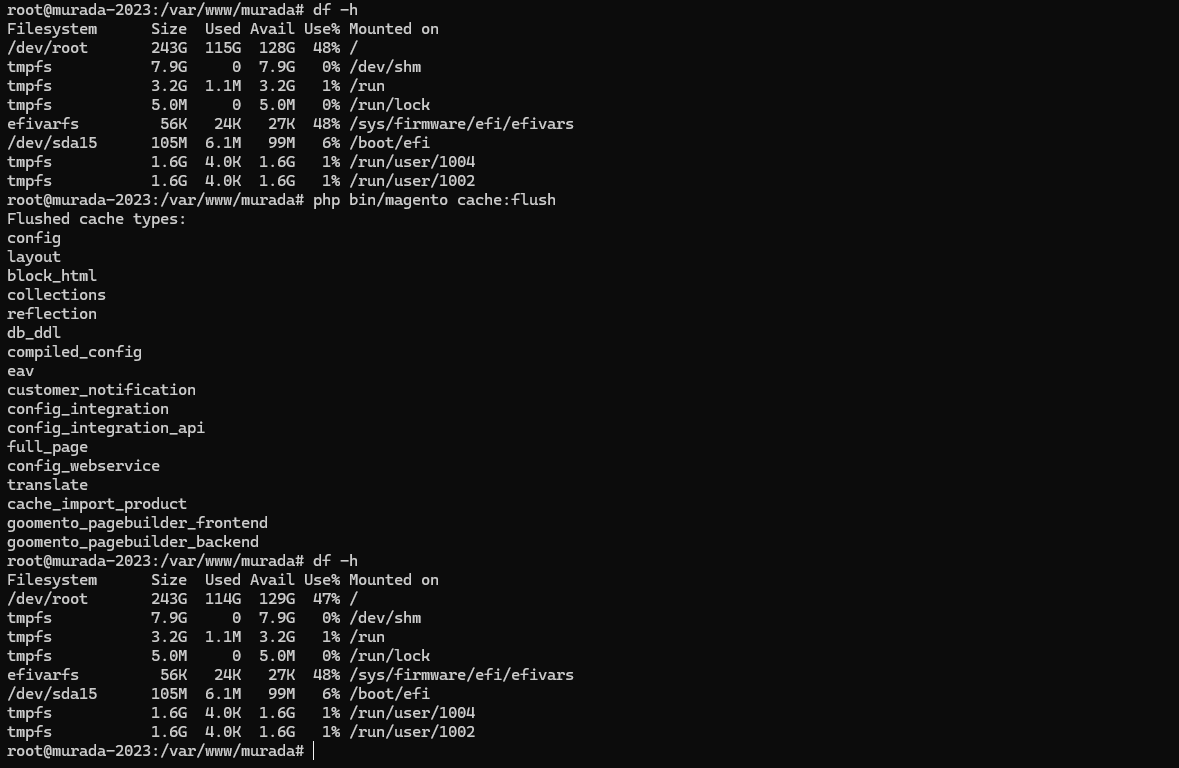 root@murada-2023:/var/www/murada# df -h
Filesystem      Size  Used Avail Use% Mounted on
/dev/root       243G  115G  128G  48% /
tmpfs           7.9G     0  7.9G   0% /dev/shm
tmpfs           3.2G  1.1M  3.2G   1% /run
tmpfs           5.0M     0  5.0M   0% /run/lock
efivarfs         56K   24K   27K  48% /sys/firmware/efi/efivars
/dev/sda15      105M  6.1M   99M   6% /boot/efi
tmpfs           1.6G  4.0K  1.6G   1% /run/user/1004
tmpfs           1.6G  4.0K  1.6G   1% /run/user/1002
root@murada-2023:/var/www/murada# php bin/magento cache:flush
Flushed cache types:
config
layout
block_html
collections
reflection
db_ddl
compiled_config
eav
customer_notification
config_integration
config_integration_api
full_page
config_webservice
translate
cache_import_product
goomento_pagebuilder_frontend
goomento_pagebuilder_backend
root@murada-2023:/var/www/murada# df -h
Filesystem      Size  Used Avail Use% Mounted on
/dev/root       243G  114G  129G  47% /
tmpfs           7.9G     0  7.9G   0% /dev/shm
tmpfs           3.2G  1.1M  3.2G   1% /run
tmpfs           5.0M     0  5.0M   0% /run/lock
efivarfs         56K   24K   27K  48% /sys/firmware/efi/efivars
/dev/sda15      105M  6.1M   99M   6% /boot/efi
tmpfs           1.6G  4.0K  1.6G   1% /run/user/1004
tmpfs           1.6G  4.0K  1.6G   1% /run/user/1002
root@murada-2023:/var/www/murada#